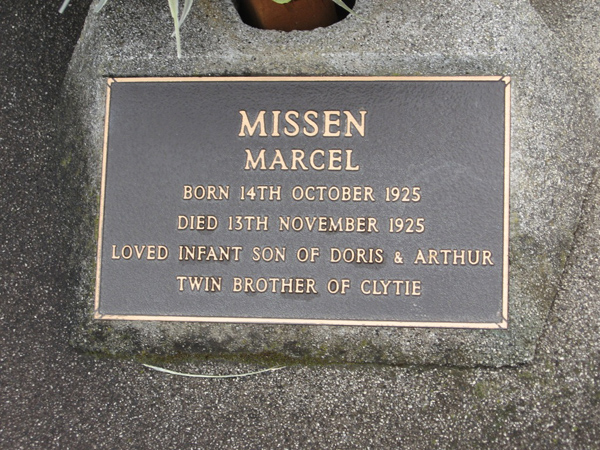 MISSEN
MARCEL
BORN 14TH OCTOBER 1925
DIED 13TH NOVEMBER 1925
LOVED INFANT SON OF DORIS & ARTHUR
TWIN BROTHER OF CLYTIE